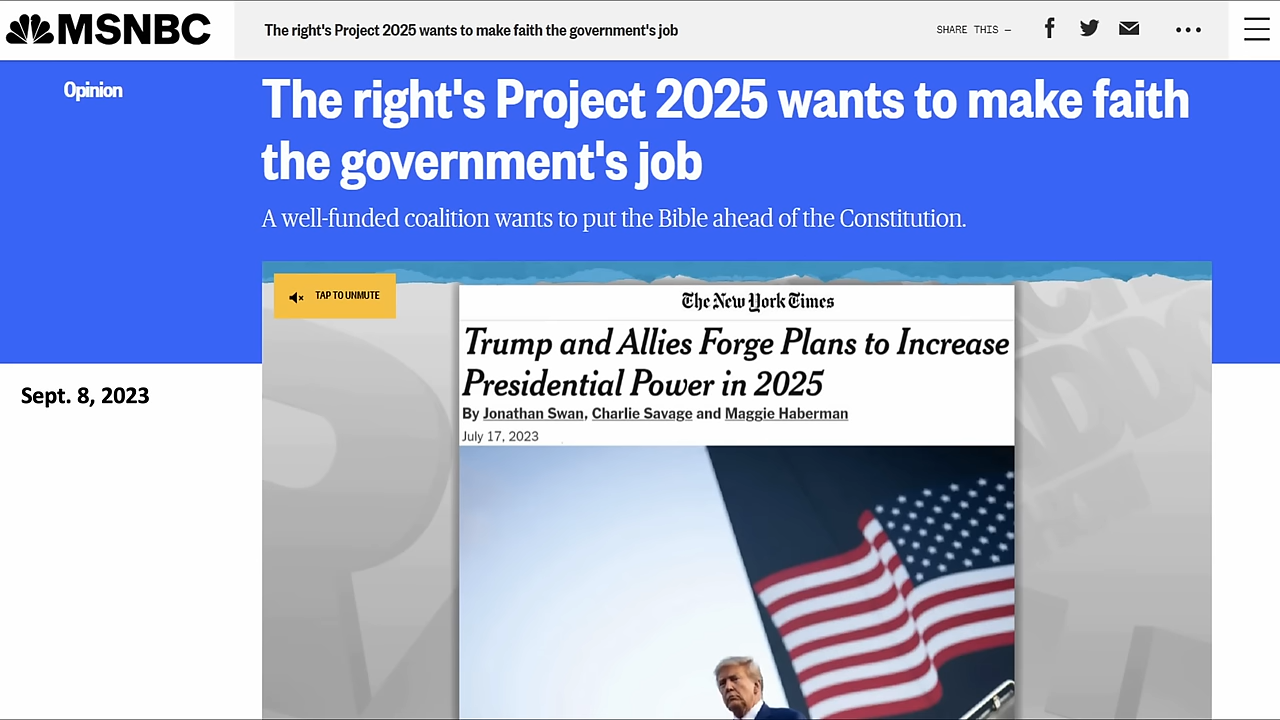 MSNBC
The right's Project 2025 wants to make faith the government's job
SHARE THIS —
Opinion
The right's Project 2025 wants to make faith
the government's job
A well-funded coalition wants to put the Bible ahead of the Constitution.
TAP TO UNMUTE
The New York Times
Trump and Allies Forge Plans to Increase
Presidential Power in 2025
By Jonathan Swan, Charlie Savage and Maggie Haberman
July 17, 2023
Sept. 8, 2023